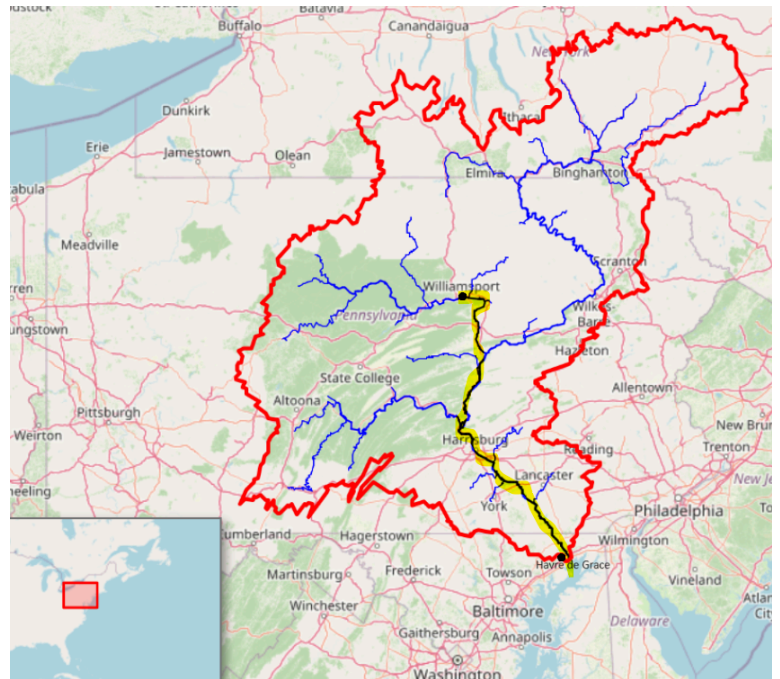 Batavia
Buffalo
Canandaigua
New York
Dunkirk
Ithaca
Erie
Jamestown
Olean
Elmira
Binghamton
Meadville
Scranton
Williamsport
Pennsylvania
Wilkes-
Barre
Hazleton
State College
Allentown
Altoona
Pittsburgh
Weirton
Harrisburg
Reading
Trenton
Lancaster
York
Philadelphia
Cumberland
Hagerstown
Wilmington
Havre de Grace
Martinsburg
Frederick
Towson
Vineland
Winchester
Baltimore
Gaithersburg
Annapolis
Delaware
Washington